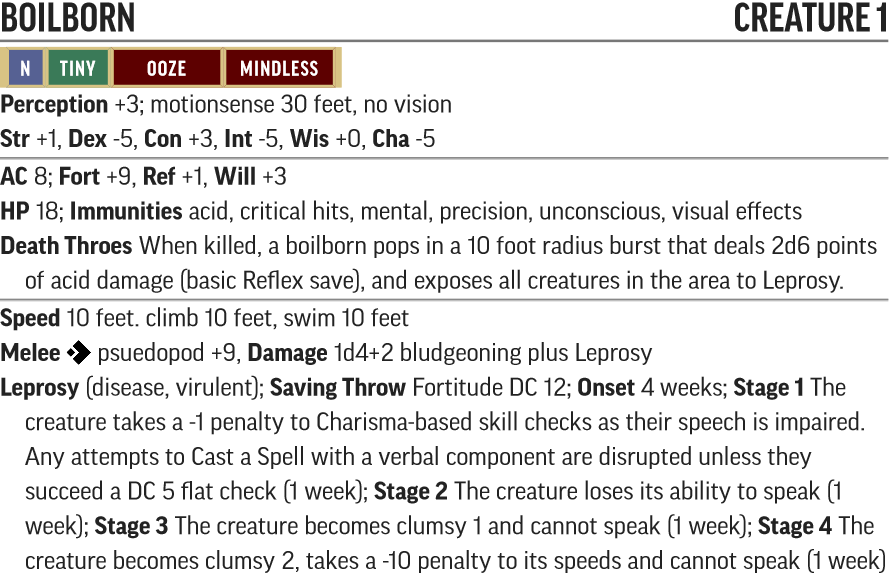 BOILBORN CREATURE 1
N TINY OOZE MINDLESS
Perception +3; motionsense 30 feet, no vision
Str +1, Dex -5, Con +3, Int -5, Wis +0, Cha -5
AC 8; Fort +9, Ref +1, Will +3
HP 18; Immunities acid, critical hits, mental, precision, unconscious, visual effects
Death Throes When killed, a boilborn pops in a 10 foot radius burst that deals 2d6 points
of acid damage (basic Reflex save), and exposes all creatures in the area to Leprosy.
Speed 10 feet. climb 10 feet, swim 10 feet
Melee psuedopod +9, Damage 1d4+2 bludgeoning plus Leprosy
Leprosy (disease, virulent); Saving Throw Fortitude DC 12; Onset 4 weeks; Stage 1 The
creature takes a -1 penalty to Charisma-based skill checks as their speech is impaired.
Any attempts to Cast a Spell with a verbal component are disrupted unless they
succeed a DC 5 flat check (1 week); Stage 2 The creature loses its ability to speak (1
week); Stage 3 The creature becomes clumsy 1 and cannot speak (1 week); Stage 4 The
creature becomes clumsy 2, takes a -10 penalty to its speeds and cannot speak (1 week)